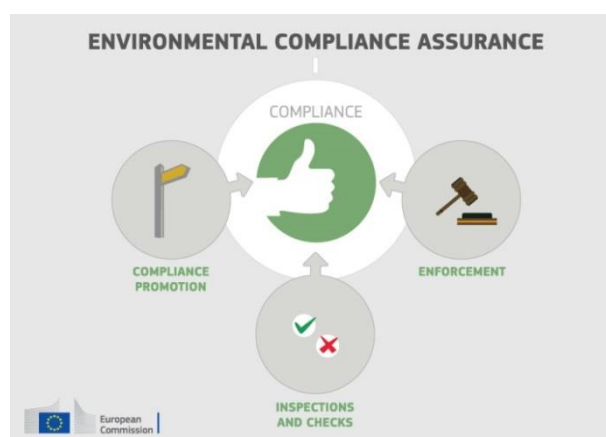 ENVIRONMENTAL COMPLIANCE ASSURANCE
COMPLIANCE
COMPLIANCE
PROMOTION
ENFORCEMENT
INSPECTIONS
AND CHECKS
European
Commission